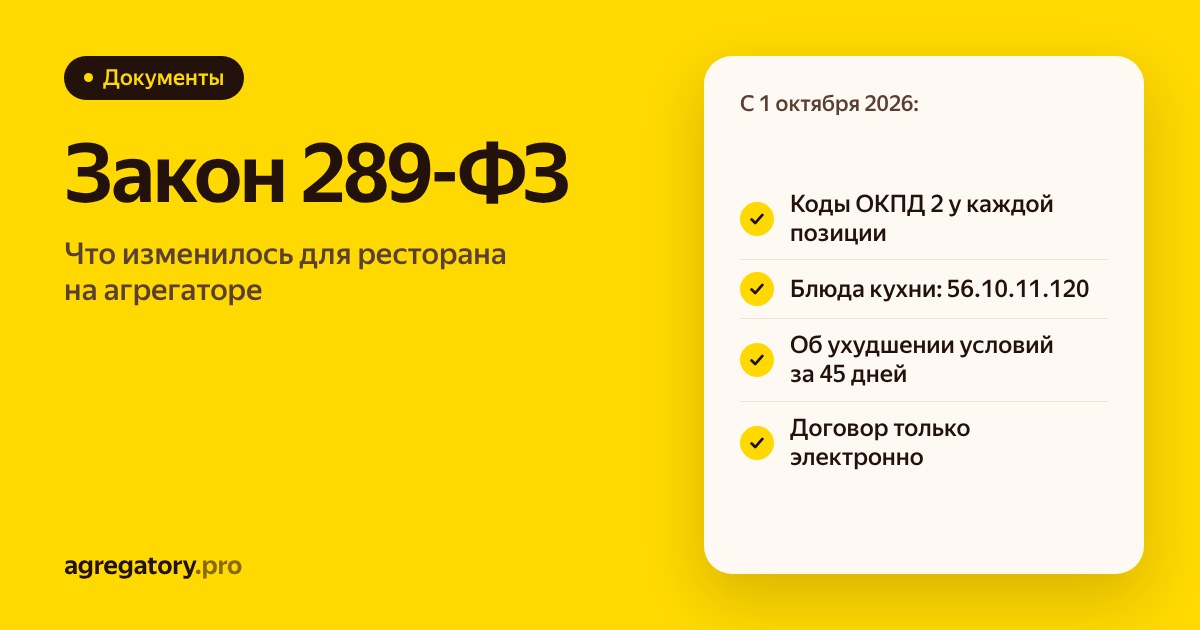 Документы
Закон 289-ФЗ
Что изменилось для ресторана
на агрегаторе
agregatory.pro
С 1 октября 2026:
Коды ОКПД 2 у каждой
позиции
Блюда кухни: 56.10.11.120
Об ухудшении условий
за 45 дней
Договор только
электронно